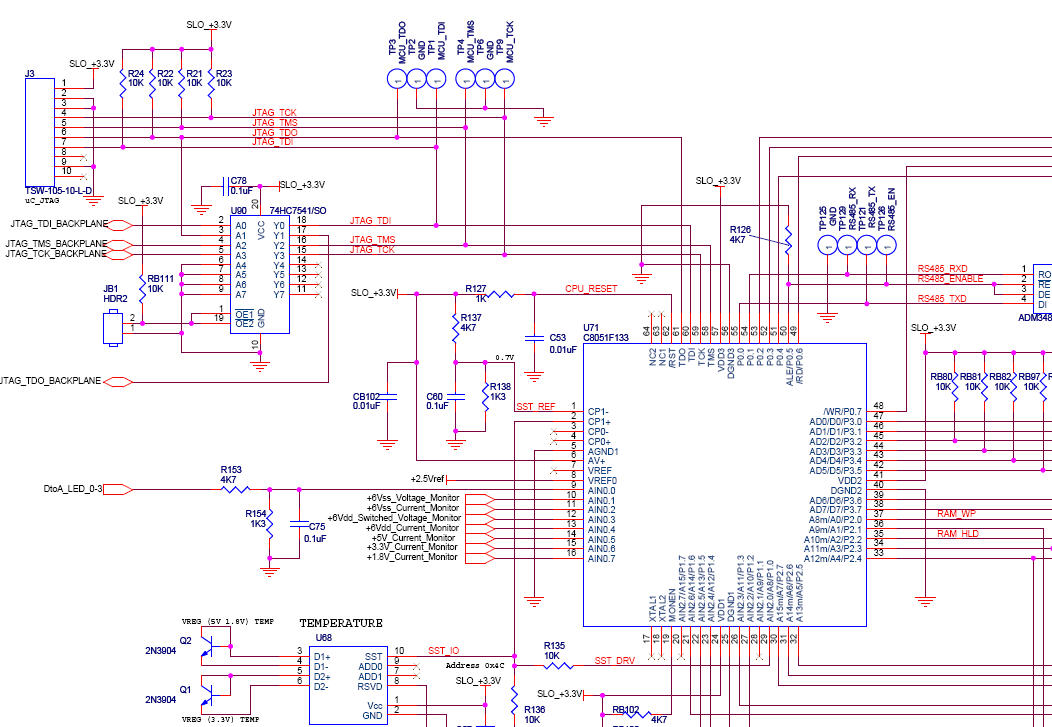 SLO_+3.3V
TP3
MCU_TDO
TP2
GND
TP1
MCU_TDI
TP4
MCU_TMS
TP6
GND
TP9
MCU_TCK
J3
SLO_+3.3V
R24
10K
R22
10K
R21
10K
R23
10K
1
2
3
4
5
6
7
8
9
10
1
1
1
1
1
1
JTAG_TCK
JTAG_TMS
JTAG_TDO
JTAG_TDI
TSW-105-10-L-D
uC_JTAG
C78
0.1uF
SLO_+3.3V
SLO_+3.3V
SLO_+3.3V
20
U90
74HC7541/SO
JTAG_TDI_BACKPLANE
JTAG_TMS_BACKPLANE
JTAG_TCK_BACKPLANE
2
3
4
5
6
7
8
9
1
19
A0
A1
A2
A3
A4
A5
A6
A7
OE1
OE2
VCC
GND
Y0
Y1
Y2
Y3
Y4
Y5
Y6
Y7
18
17
16
15
14
13
12
11
10
JTAG_TDI
JTAG_TMS
JTAG_TCK
RB111
10K
JB1
HDR2
2
1
JTAG_TDO_BACKPLANE
TP125
GND
TP129
RS485_RX
TP121
RS485_TX
TP126
RS485_EN
1
1
1
1
R126
4K7
RS485_RXD
RS485_ENABLE
RS485_TXD
1
2
3
4
RO
RE
DE
DI
ADM348
SLO_+3.3V
R127
1K
CPU_RESET
R137
4K7
C53
0.01uF
0.7V
CB102
0.01uF
C60
0.1uF
R138
1K3
SST_REF
U71
C8051F133
64
63
62
61
60
59
58
57
56
55
54
53
52
51
50
49
NC2
NC1
/RST
TDO
TDI
TCK
TMS
VDD3
DGND3
P0.0
P0.1
P0.2
P0.3
P0.4
ALE/P0.5
/RD/P0.6
SLO_+3.3V
RB80
10K
RB81
10K
RB82
10K
RB97
10K
1
2
3
4
5
6
7
8
9
10
11
12
13
14
15
16
CP1-
CP1+
CP0-
CP0+
AGND1
AV+
VREF
VREF0
AIN0.0
AIN0.1
AIN0.2
AIN0.3
AIN0.4
AIN0.5
AIN0.6
AIN0.7
/WR/P0.7
AD0/D0/P3.0
AD1/D1/P3.1
AD2/D2/P3.2
AD3/D3/P3.3
AD4/D4/P3.4
AD5/D5/P3.5
VDD2
DGND2
AD6/D6/P3.6
AD7/D7/P3.7
A8m/A0/P2.0
A9m/A1/P2.1
A10m/A2/P2.2
A11m/A3/P2.3
A12m/A4/P2.4
48
47
46
45
44
43
42
41
40
39
38
37
36
35
34
33
RAM_WP
RAM_HLD
+2.5Vref
DtoA_LED_0-3
R153
4K7
R154
1K3
C75
0.1uF
+6Vss_Voltage_Monitor
+6Vss_Current_Monitor
+6Vdd_Switched_Voltage_Monitor
+6Vdd_Current_Monitor
+5V_Current_Monitor
+3.3V_Current_Monitor
+1.8V_Current_Monitor
XTAL1
XTAL2
MONEN
AIN2.7/A15/P1.7
AIN2.6/A14/P1.6
AIN2.5/A13/P1.5
AIN2.4/A12/P1.4
VDD1
DGND1
AIN2.3/A11/P1.3
AIN2.2/A10/P1.2
AIN2.1/A9/P1.1
AIN2.0/A8/P1.0
A15m/A7/P2.7
A14m/A6/P2.6
A13m/A5/P2.5
17
18
19
20
21
22
23
24
25
26
27
28
29
30
31
32
VREG (5V 1.8V) TEMP
TEMPERATURE
Q2
2N3904
U68
3
4
5
6
D1+
D1-
D2+
D2-
SST
ADD0
ADD1
RSVD
Vcc
GND
10
9
7
8
1
2
SST_IO
Address 0x4C
SLO_+3.3V
R135
10K
SST_DRV
Q1
2N3904
VREG (3.3V) TEMP
R136
10K
SLO_+3.3V
RB102
4K7